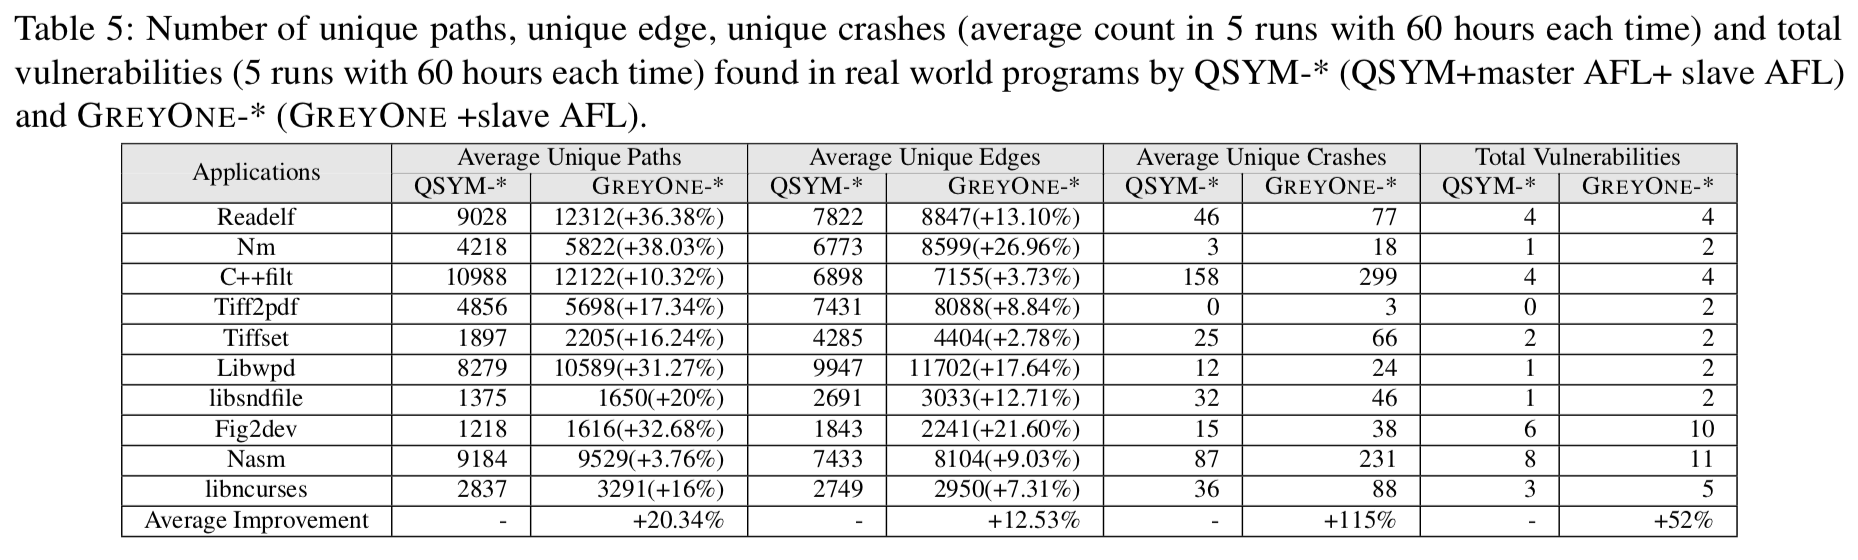 Table 5: Number of unique paths, unique edge, unique crashes (average count in 5 runs with 60 hours each time) and total
vulnerabilities (5 runs with 60 hours each time) found in real world programs by QSYM-* (QSYM+master AFL+ slave AFL)
and GREYONE-* (GREYONE +slave AFL).
Applications Average Unique Paths Average Unique Edges Average Unique Crashes Total Vulnerabilities
QSYM-* GREYONE-* QSYM-* GREYONE-* QSYM-* GREYONE-* QSYM-* GREYONE-*
Readelf 9028 12312(+36.38%) 7822 8847(+13.10%) 46 77 4 4
Nm 4218 5822(+38.03%) 6773 8599(+26.96%) 3 18 1 2
C++filt 10988 12122(+10.32%) 6898 7155(+3.73%) 158 299 4 4
Tiff2pdf 4856 5698(+17.34%) 7431 8088(+8.84%) 0 3 0 2
Tiffset 1897 2205(+16.24%) 4285 4404(+2.78%) 25 66 2 2
Libwpd 8279 10589(+31.27%) 9947 11702(+17.64%) 12 24 1 2
libsndfile 1375 1650(+20%) 2691 3033(+12.71%) 32 46 1 2
Fig2dev 1218 1616(+32.68%) 1843 2241(+21.60%) 15 38 6 10
Nasm 9184 9529(+3.76%) 7433 8104(+9.03%) 87 231 8 11
libncurses 2837 3291(+16%) 2749 2950(+7.31%) 36 88 3 5
Average Improvement - +20.34% - +12.53% - +115% - +52%